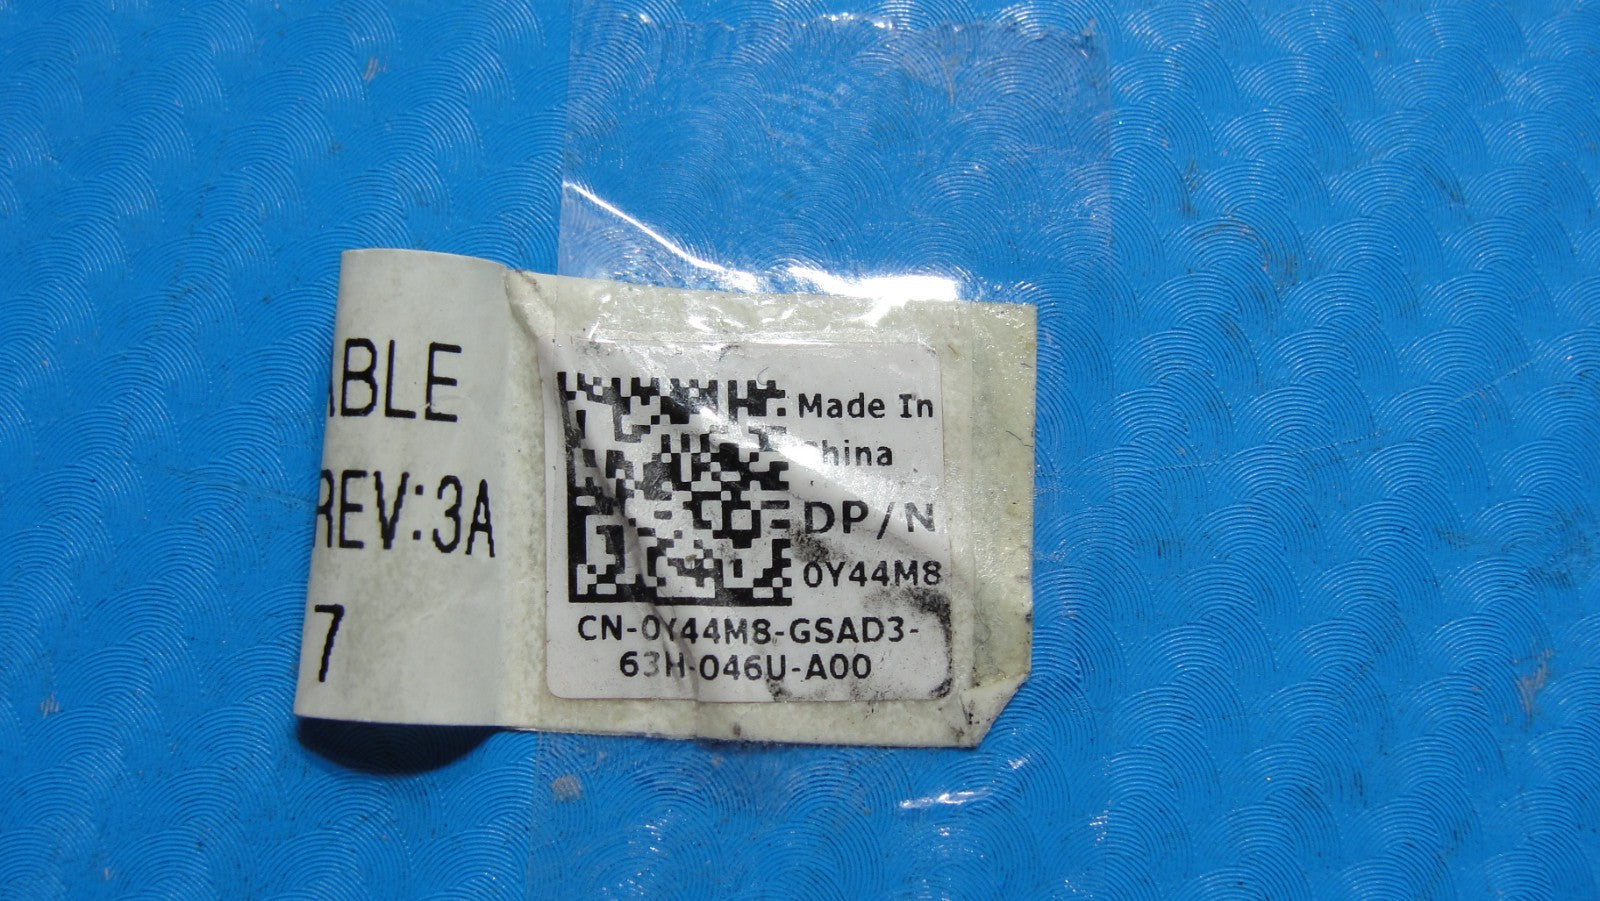 ABLE
REV:3A
7
Made In
China
DP/N
0Y44M8
CN-0Y44M8-GSAD3-
63H-046U-A00